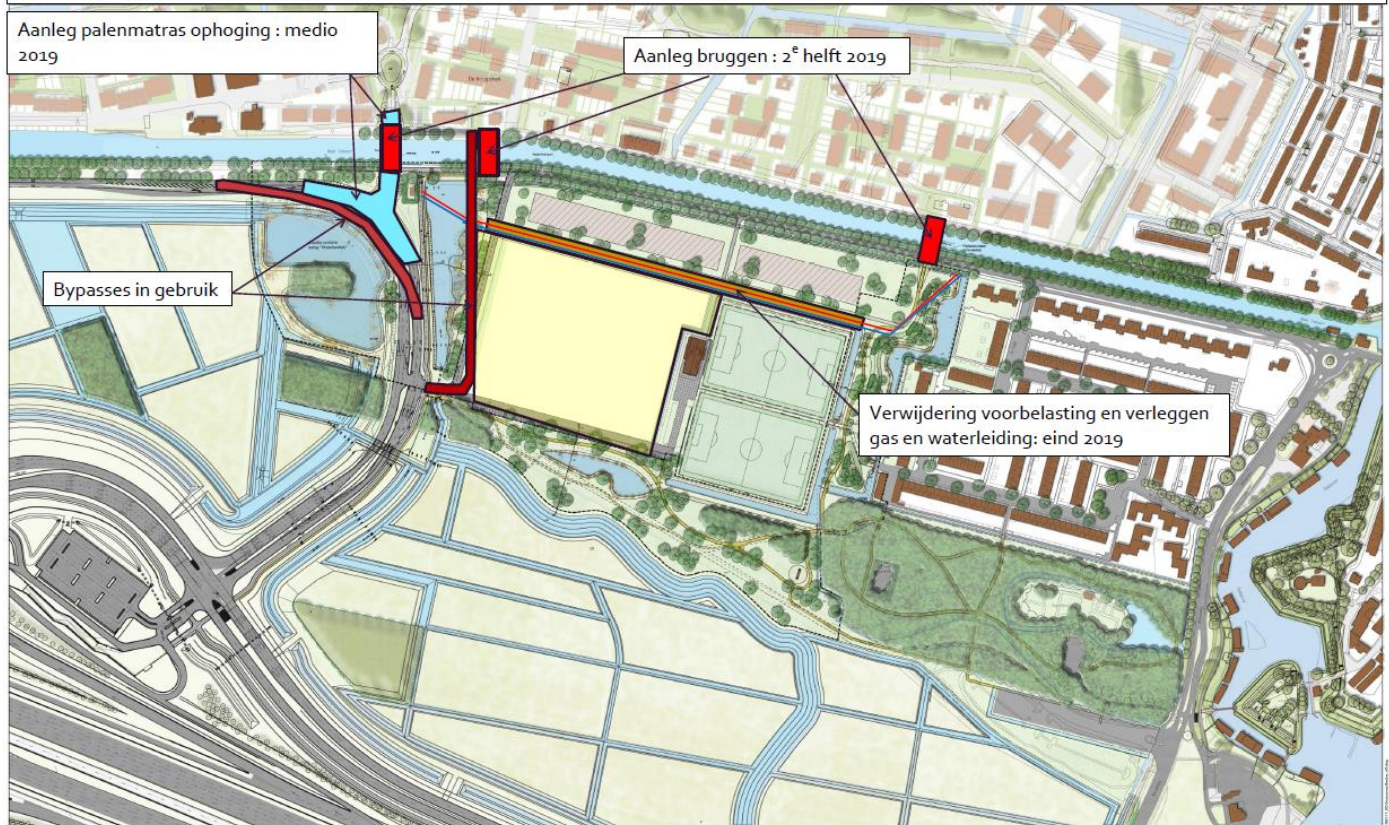 Aanleg palenmatras ophoging : medio
2019
Aanleg bruggen : 2e helft 2019
Bypasses in gebruik
Verwijdering voorbelasting en verleggen
gas en waterleiding: eind 2019